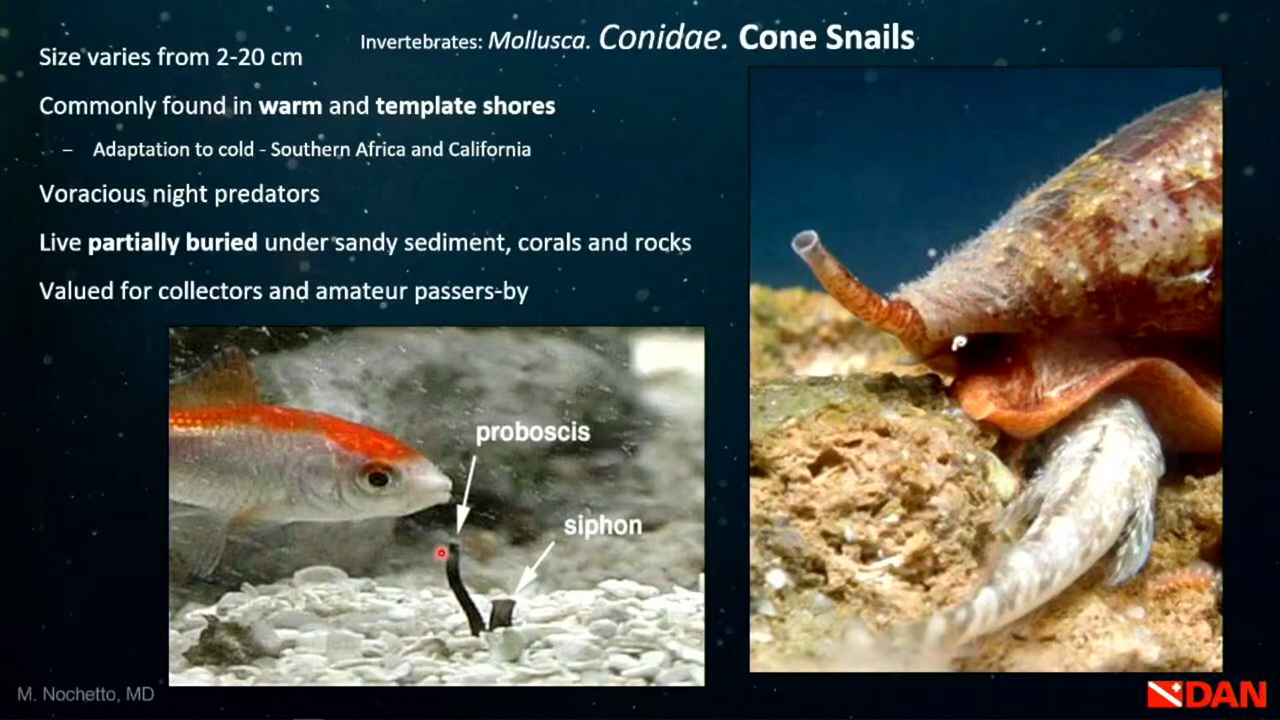 Invertebrates: Mollusca. Conidae. Cone Snails
Size varies from 2-20 cm
Commonly found in warm and template shores
– Adaptation to cold - Southern Africa and California
Voracious night predators
Live partially buried under sandy sediment, corals and rocks
Valued for collectors and amateur passers-by
proboscis
siphon
M. Nochetto, MD
DAN